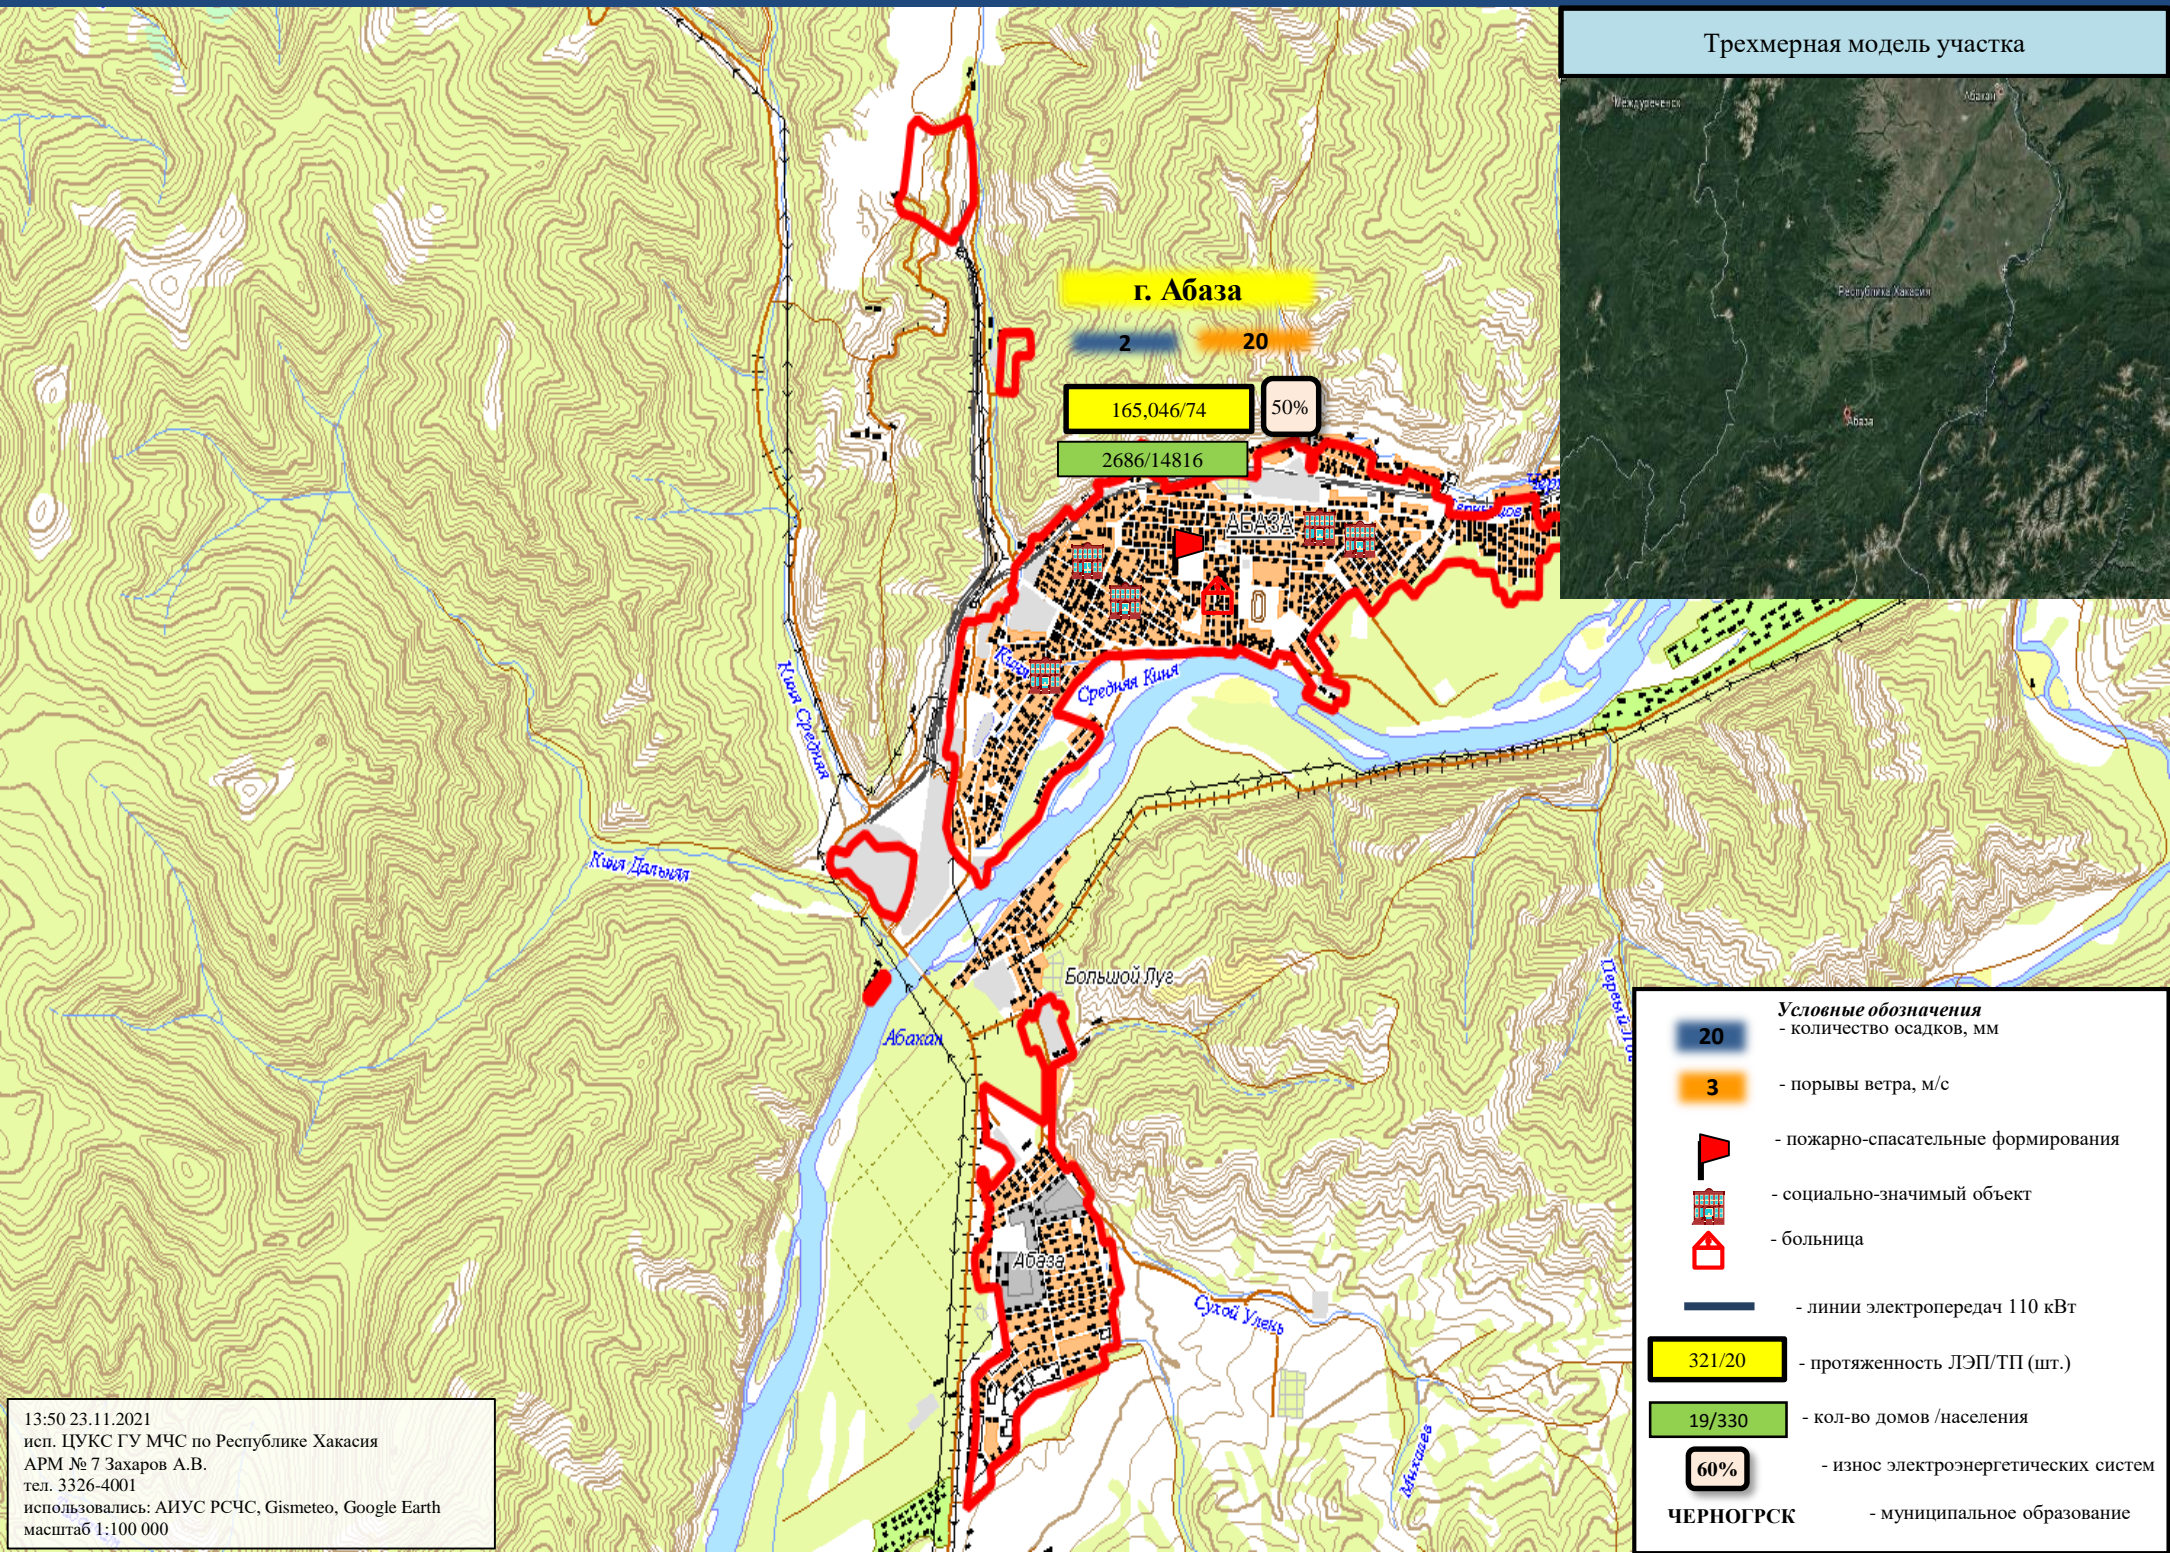 Трехмерная модель участка
Междуреченск
Абакан
Республика Хакасия
Абаза
г. Абаза
2
20
165,046/74
50%
2686/14816
АБАЗА
Средняя Киня
Киня Средняя
Киня Дальняя
Большой Луг
Абакан
Абаза
Сухой Улень
Условные обозначения
20 - количество осадков, мм
3 - порывы ветра, м/с
- пожарно-спасательные формирования
- социально-значимый объект
- больница
- линии электропередач 110 кВт
321/20 - протяженность ЛЭП/ТП (шт.)
19/330 - кол-во домов /населения
60% - износ электроэнергетических систем
ЧЕРНОГРСК - муниципальное образование
13:50 23.11.2021
исп. ЦУКС ГУ МЧС по Республике Хакасия
АРМ № 7 Захаров А.В.
тел. 3326-4001
использовались: АИУС РСЧС, Gismeteo, Google Earth
масштаб 1:100 000